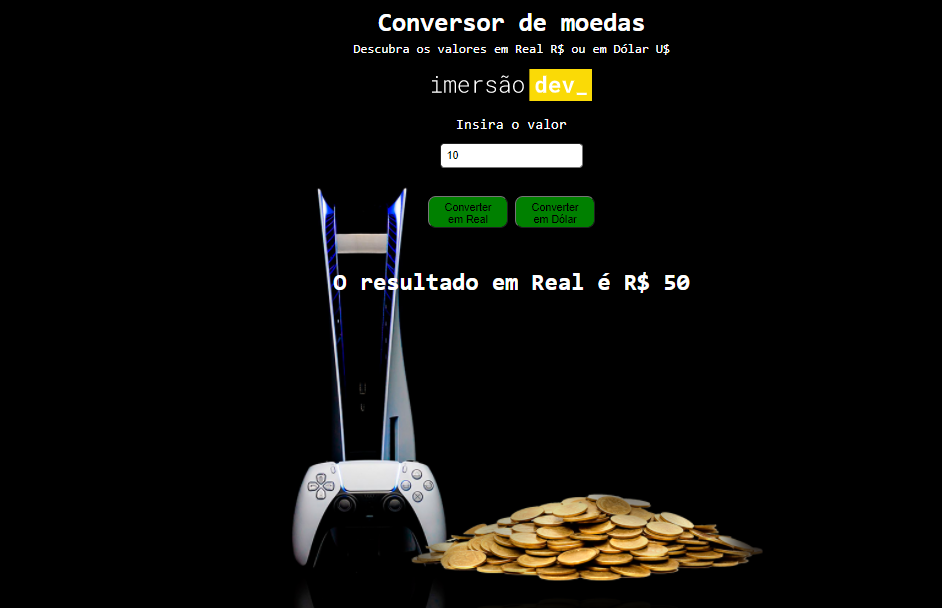 Conversor de moedas
Descubra os valores em Real R$ ou em Dólar U$
imersão dev_
Insira o valor
10
Converter em Real
Converter em Dólar
O resultado em Real é R$ 50